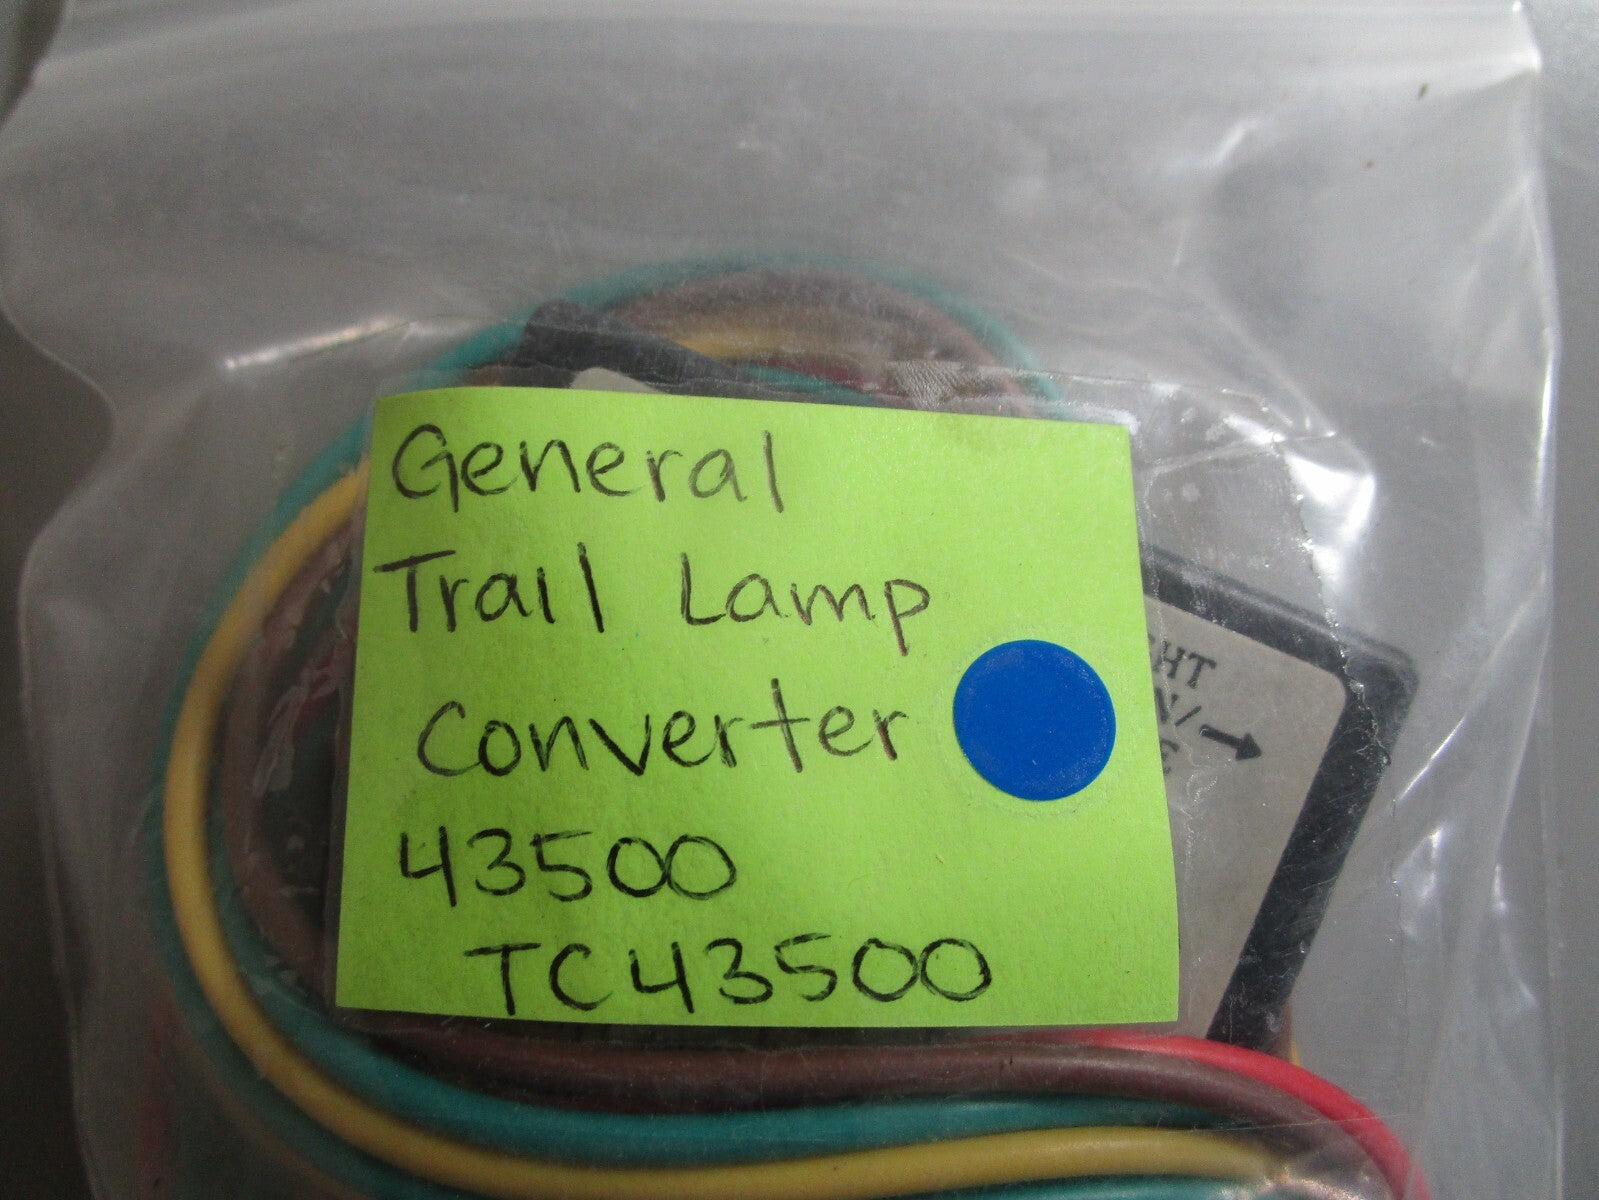 General
Trail Lamp
Converter
43500
TC43500